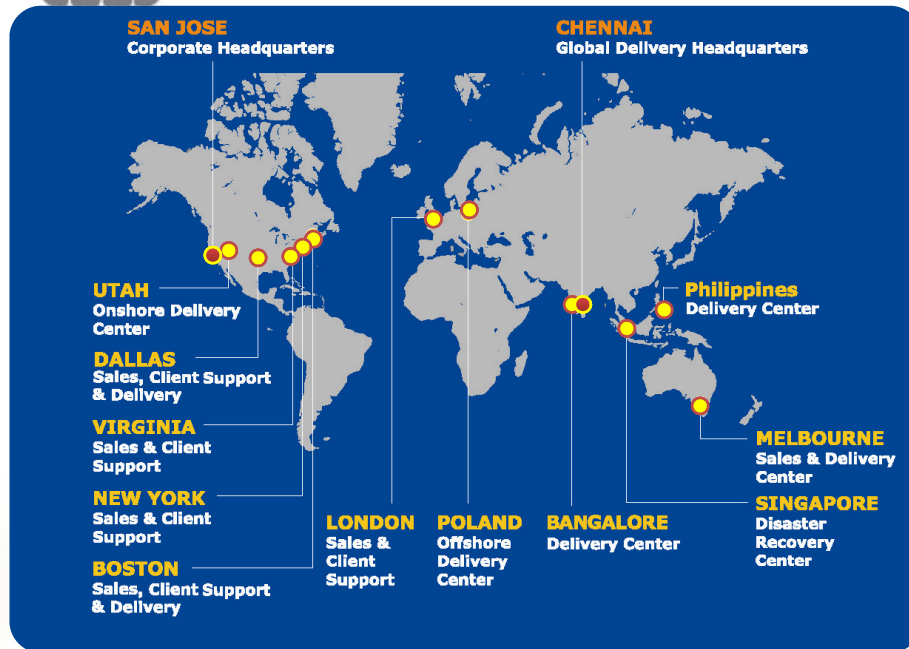 SAN JOSE
Corporate Headquarters
CHENNAI
Global Delivery Headquarters
UTAH
Onshore Delivery
Center
DALLAS
Sales, Client Support
& Delivery
VIRGINIA
Sales & Client
Support
NEW YORK
Sales & Client
Support
BOSTON
Sales, Client Support
& Delivery
LONDON
Sales &
Client
Support
POLAND
Offshore
Delivery
Center
BANGALORE
Delivery Center
Philippines
Delivery Center
MELBOURNE
Sales & Delivery
Center
SINGAPORE
Disaster
Recovery
Center